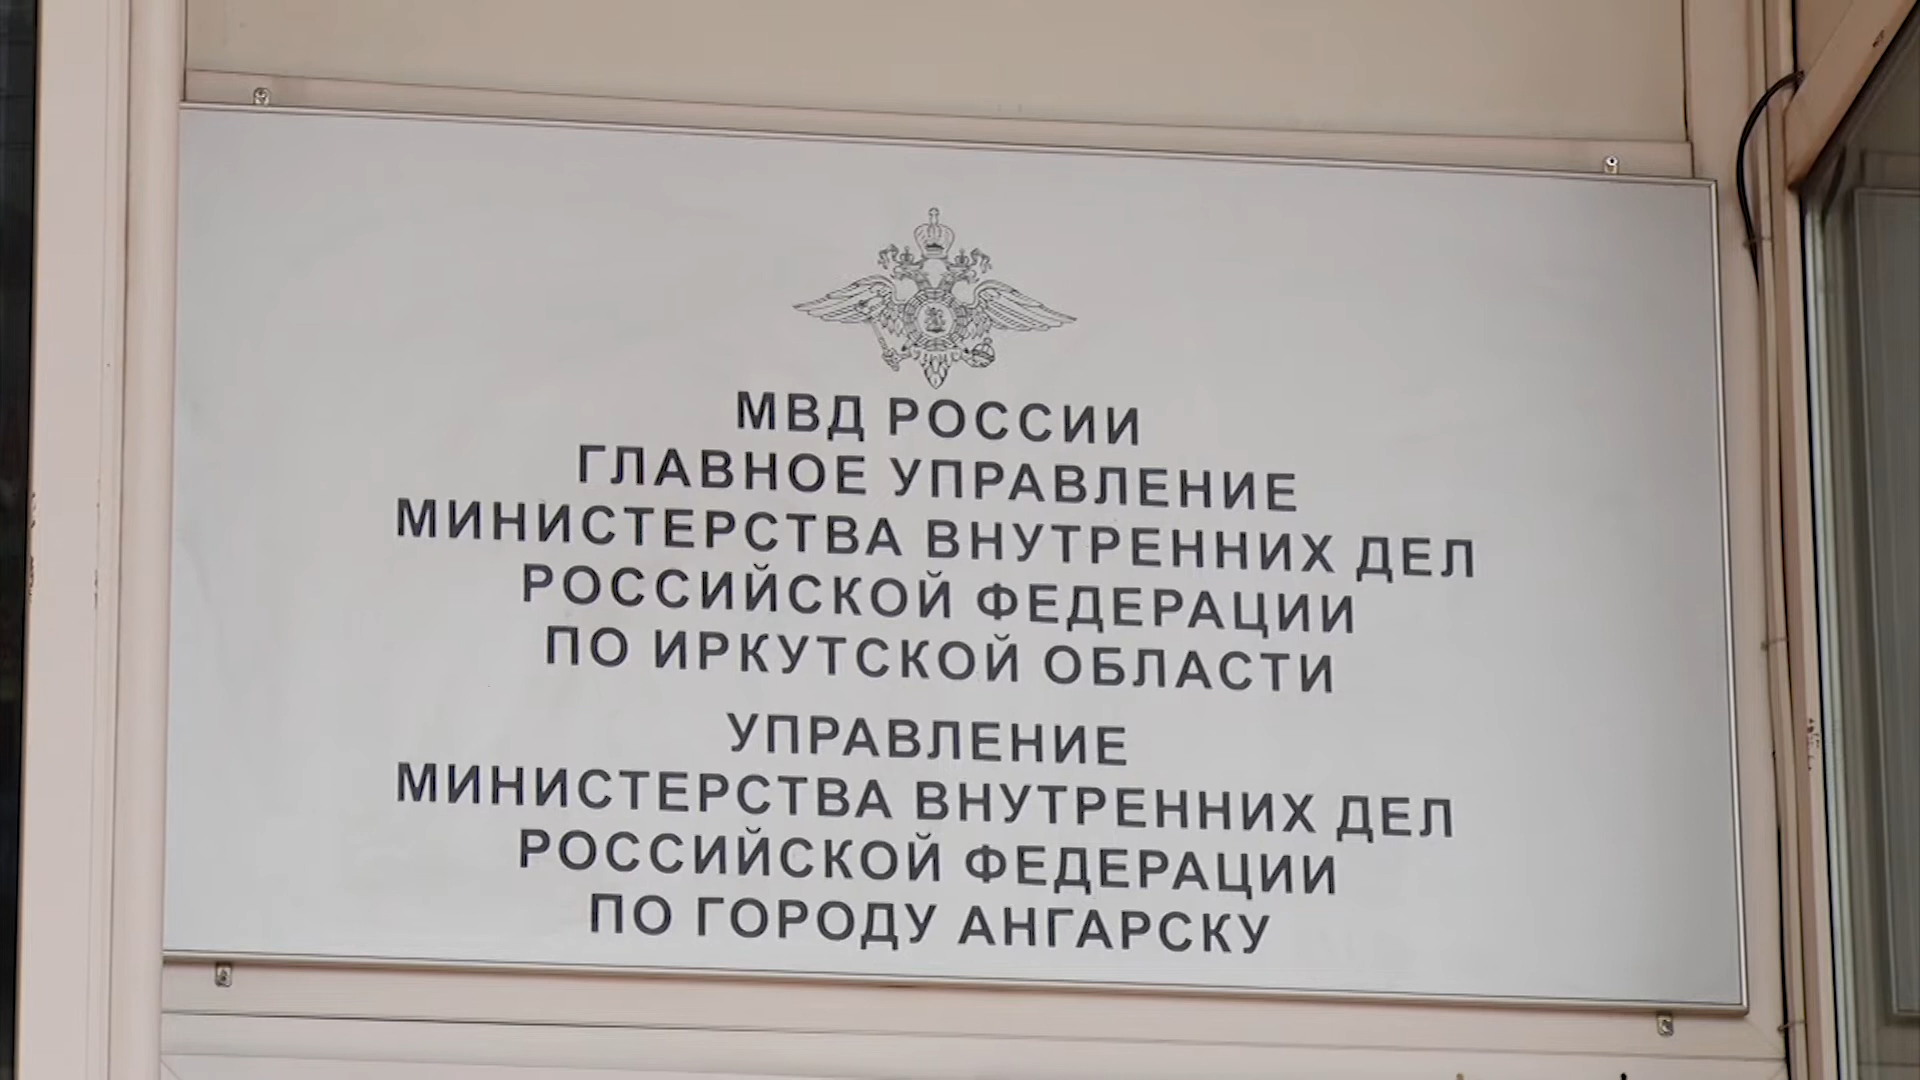 МВД РОССИИ
ГЛАВНОЕ УПРАВЛЕНИЕ
МИНИСТЕРСТВА ВНУТРЕННИХ ДЕЛ
РОССИЙСКОЙ ФЕДЕРАЦИИ
ПО ИРКУТСКОЙ ОБЛАСТИ
УПРАВЛЕНИЕ
МИНИСТЕРСТВА ВНУТРЕННИХ ДЕЛ
РОССИЙСКОЙ ФЕДЕРАЦИИ
ПО ГОРОДУ АНГАРСКУ